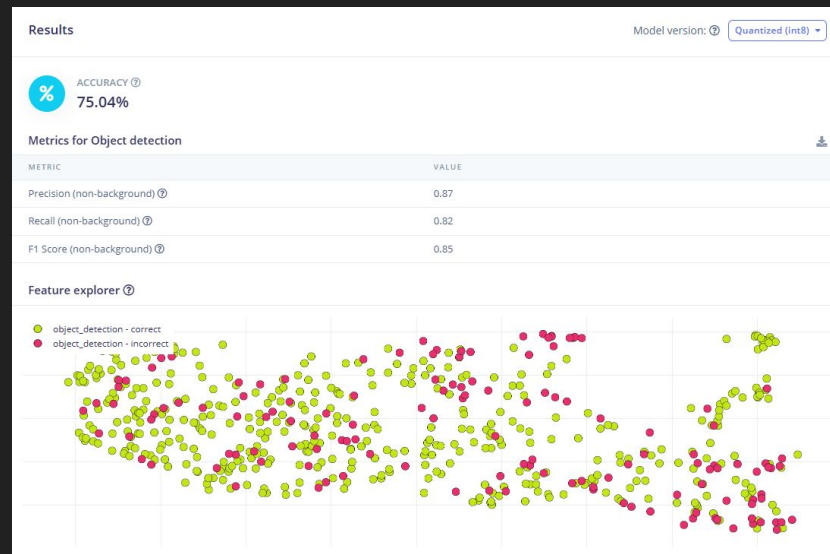 Results
Model version: Quantized (int8)
%
ACCURACY
75.04%
Metrics for Object detection
METRIC VALUE
Precision (non-background) 0.87
Recall (non-background) 0.82
F1 Score (non-background) 0.85
Feature explorer
object_detection - correct
object_detection - incorrect